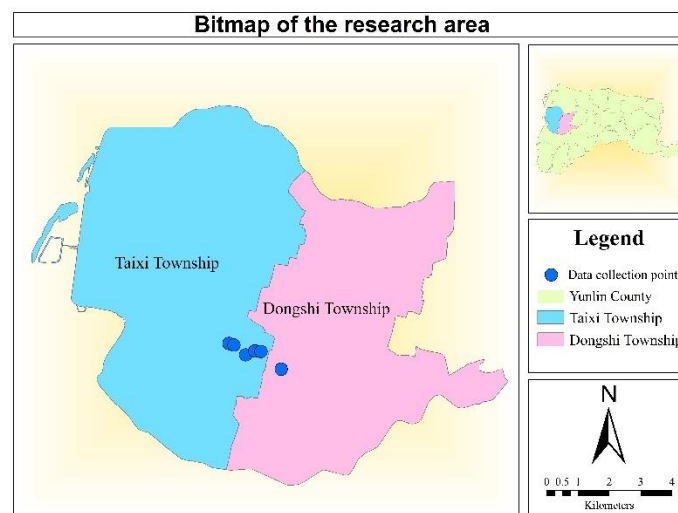 Bitmap of the research area
Taixi Township
Dongshi Township
Legend
Data collection point
Yunlin County
Taixi Township
Dongshi Township
N
0 0.5 1 2 3 4
Kilometers